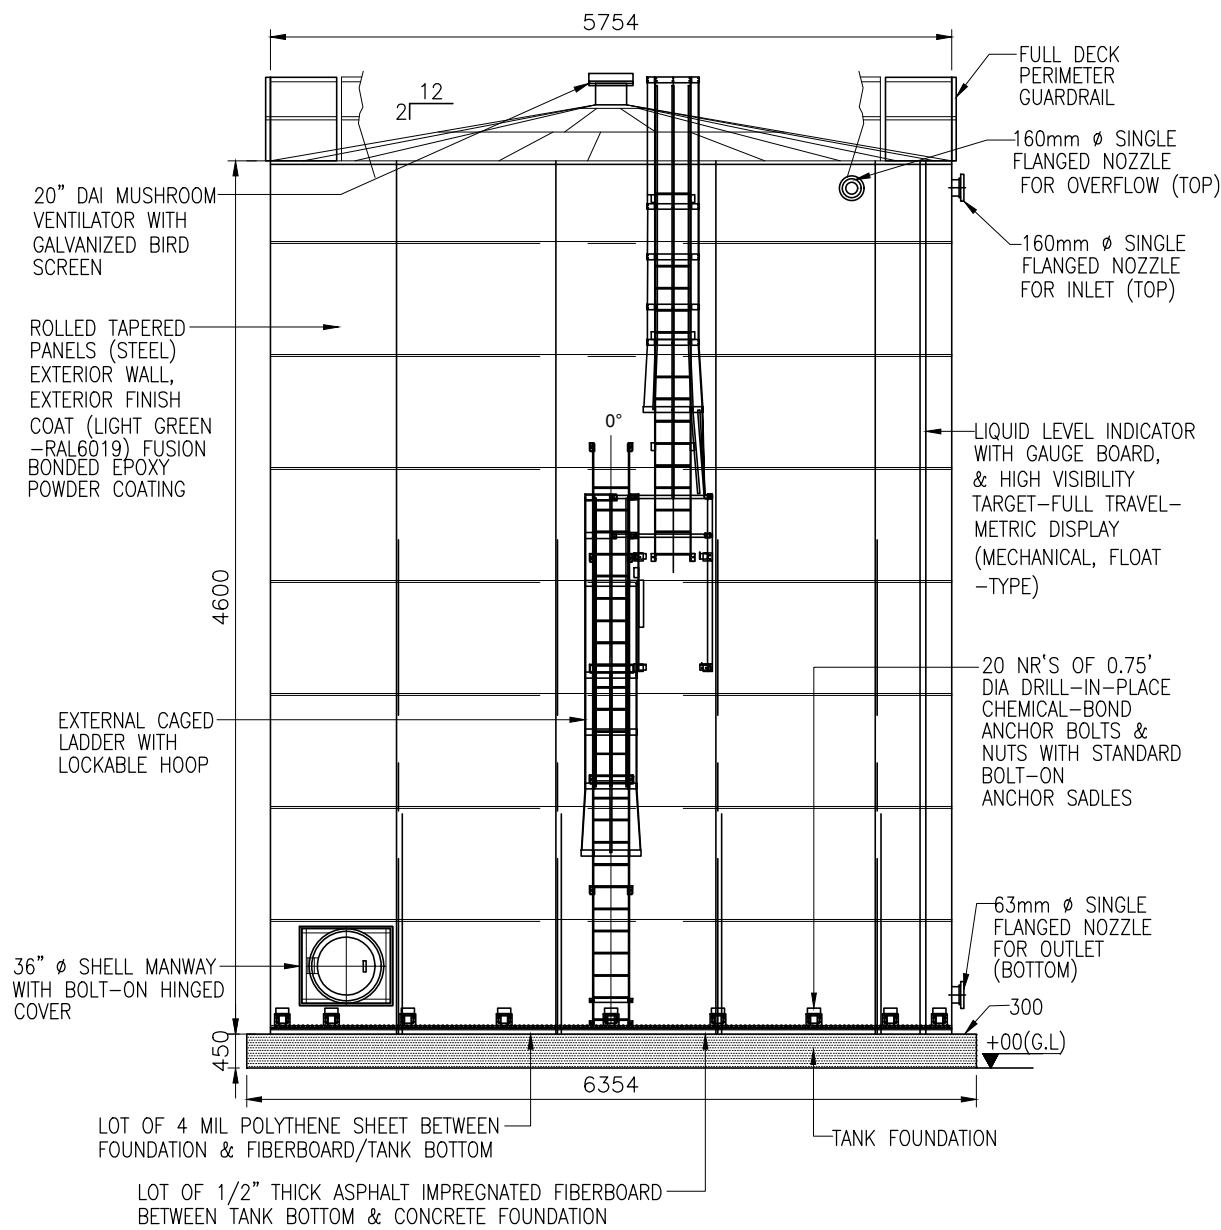 5754
FULL DECK
PERIMETER
GUARDRAIL
12
2
160mm ø SINGLE
FLANGED NOZZLE
FOR OVERFLOW (TOP)
20" DAI MUSHROOM
VENTILATOR WITH
GALVANIZED BIRD
SCREEN
160mm ø SINGLE
FLANGED NOZZLE
FOR INLET (TOP)
ROLLED TAPERED
PANELS (STEEL)
EXTERIOR WALL,
EXTERIOR FINISH
COAT (LIGHT GREEN
-RAL6019) FUSION
BONDED EPOXY
POWDER COATING
0°
LIQUID LEVEL INDICATOR
WITH GAUGE BOARD,
& HIGH VISIBILITY
TARGET-FULL TRAVEL-
METRIC DISPLAY
(MECHANICAL, FLOAT
-TYPE)
4600
20 NR'S OF 0.75'
DIA DRILL-IN-PLACE
CHEMICAL-BOND
ANCHOR BOLTS &
NUTS WITH STANDARD
BOLT-ON
ANCHOR SADLES
EXTERNAL CAGED
LADDER WITH
LOCKABLE HOOP
63mm ø SINGLE
FLANGED NOZZLE
FOR OUTLET
(BOTTOM)
36" ø SHELL MANWAY
WITH BOLT-ON HINGED
COVER
300
+00(G.L)
450
6354
LOT OF 4 MIL POLYTHENE SHEET BETWEEN
FOUNDATION & FIBERBOARD/TANK BOTTOM
TANK FOUNDATION
LOT OF 1/2" THICK ASPHALT IMPREGNATED FIBERBOARD
BETWEEN TANK BOTTOM & CONCRETE FOUNDATION